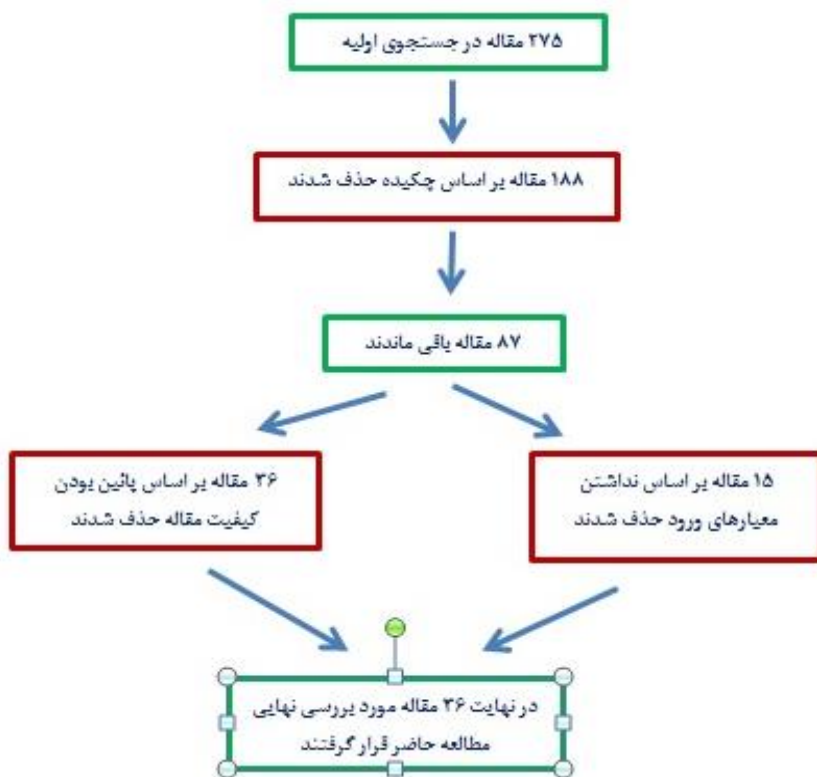 ۲۷۵ مقاله در جستجوی اولیه
۱۸۸ مقاله بر اساس چکیده حذف شدند
۸۷ مقاله باقی ماندند
۱۵ مقاله بر اساس نداشتن
معیارهای ورود حذف شدند
۳۶ مقاله بر اساس پائین بودن
کیفیت مقاله حذف شدند
در نهایت ۳۶ مقاله مورد بررسی نهایی
مطالعه حاضر قرار گرفتند